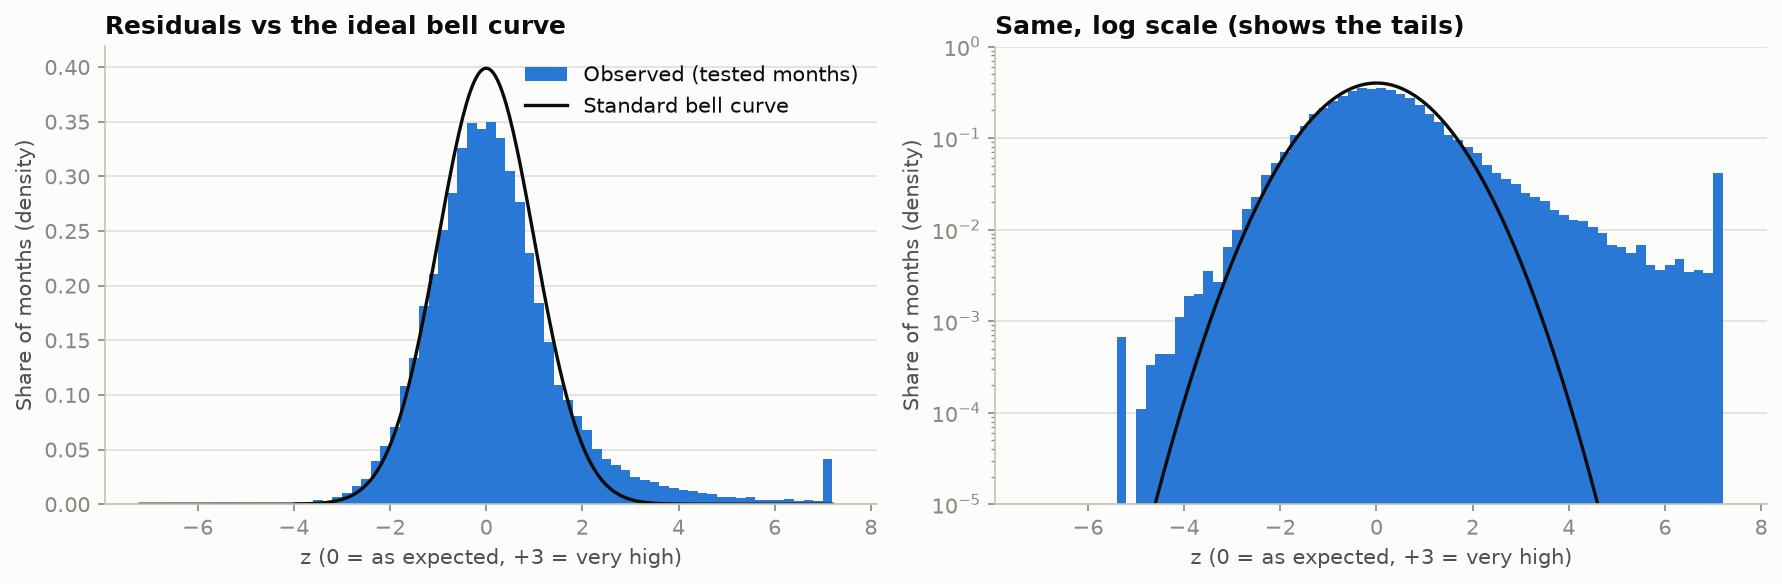 Residuals vs the ideal bell curve
Observed (tested months)
Standard bell curve
Share of months (density)
0.40
0.35
0.30
0.25
0.20
0.15
0.10
0.05
0.00
−6 −4 −2 0 2 4 6 8
z (0 = as expected, +3 = very high)
Same, log scale (shows the tails)
Share of months (density)
10⁰
10⁻¹
10⁻²
10⁻³
10⁻⁴
10⁻⁵
−6 −4 −2 0 2 4 6 8
z (0 = as expected, +3 = very high)